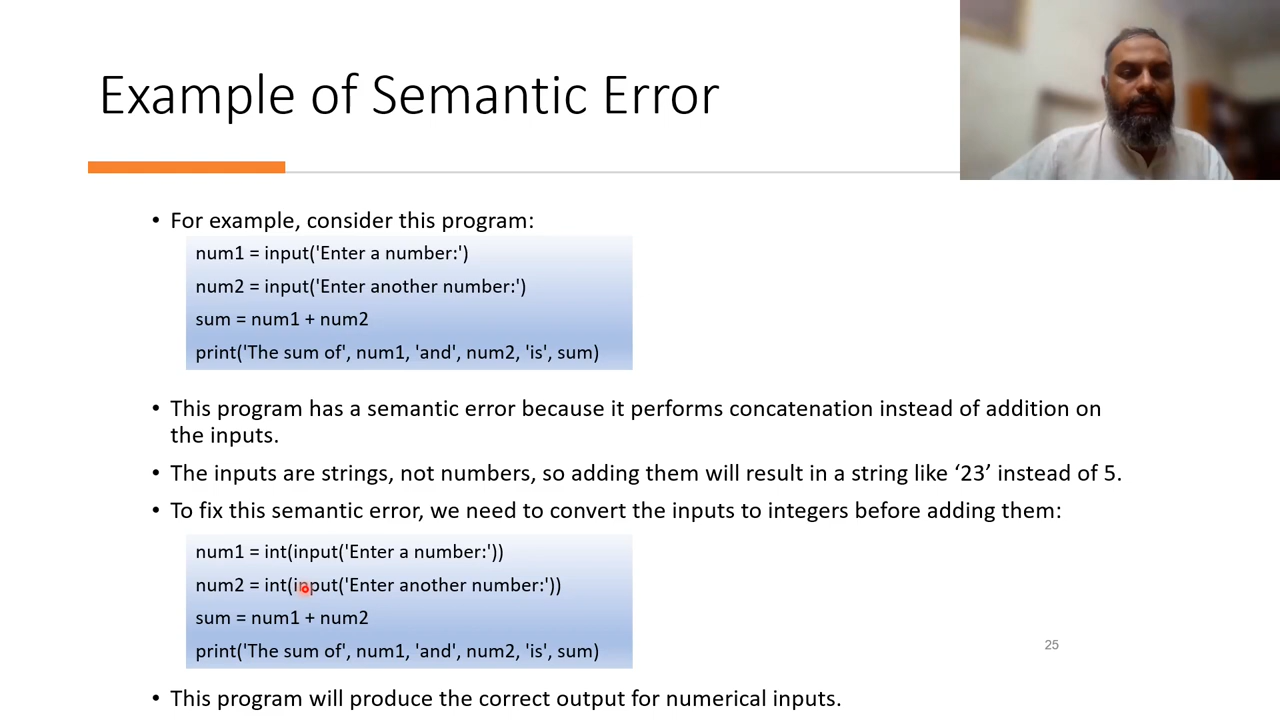 Example of Semantic Error
• For example, consider this program:
num1 = input('Enter a number:')
num2 = input('Enter another number:')
sum = num1 + num2
print('The sum of', num1, 'and', num2, 'is', sum)
• This program has a semantic error because it performs concatenation instead of addition on
the inputs.
• The inputs are strings, not numbers, so adding them will result in a string like ‘23’ instead of 5.
• To fix this semantic error, we need to convert the inputs to integers before adding them:
num1 = int(input('Enter a number:'))
num2 = int(input('Enter another number:'))
sum = num1 + num2
print('The sum of', num1, 'and', num2, 'is', sum)
25
• This program will produce the correct output for numerical inputs.